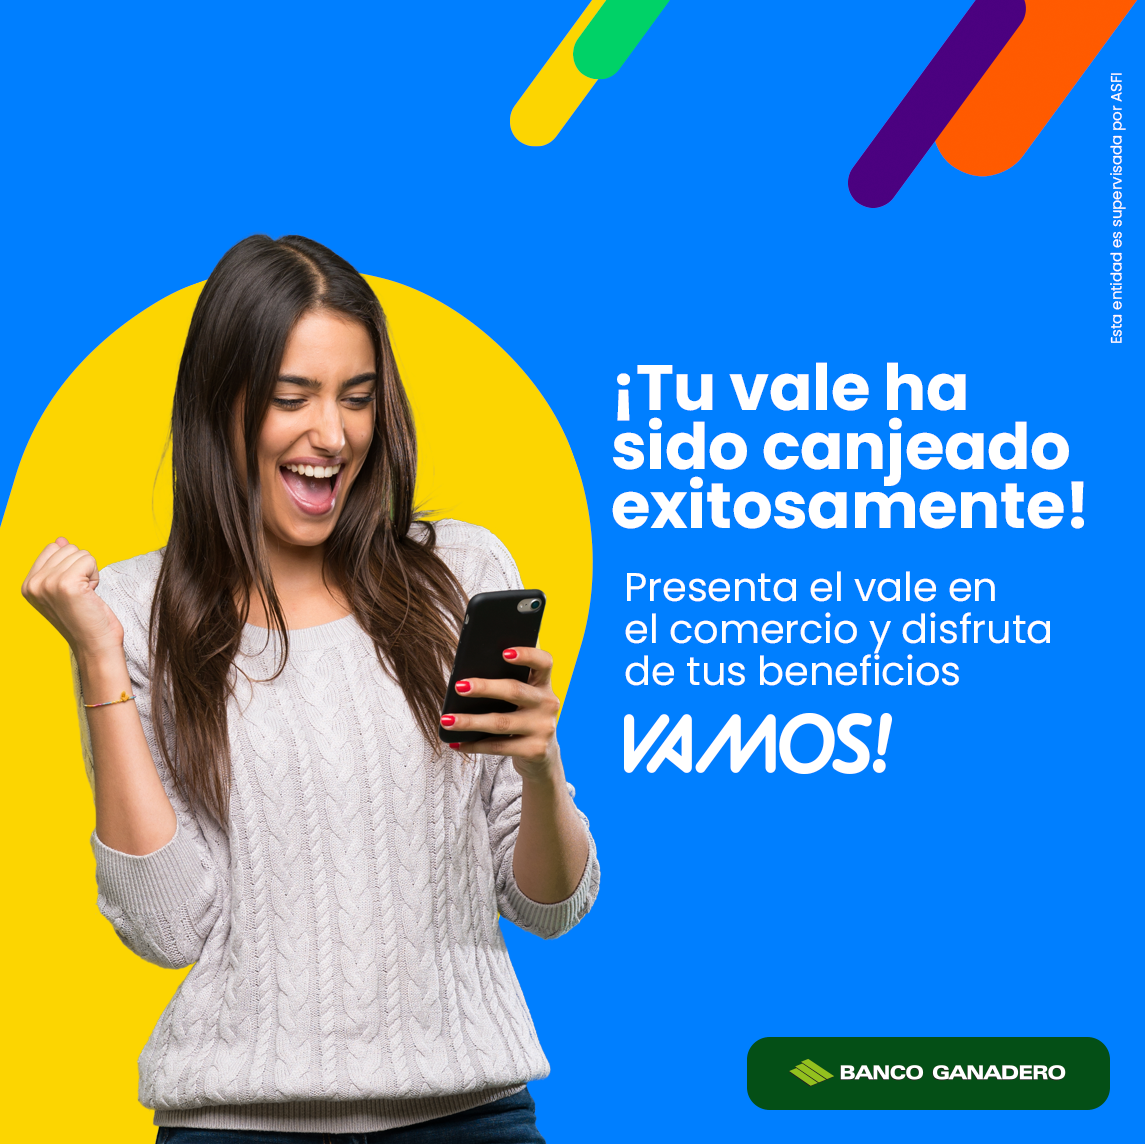 Esta entidad es supervisada por ASFI
¡Tu vale ha
sido canjeado
exitosamente!
Presenta el vale en
el comercio y disfruta
de tus beneficios
VAMOS!
BANCO GANADERO